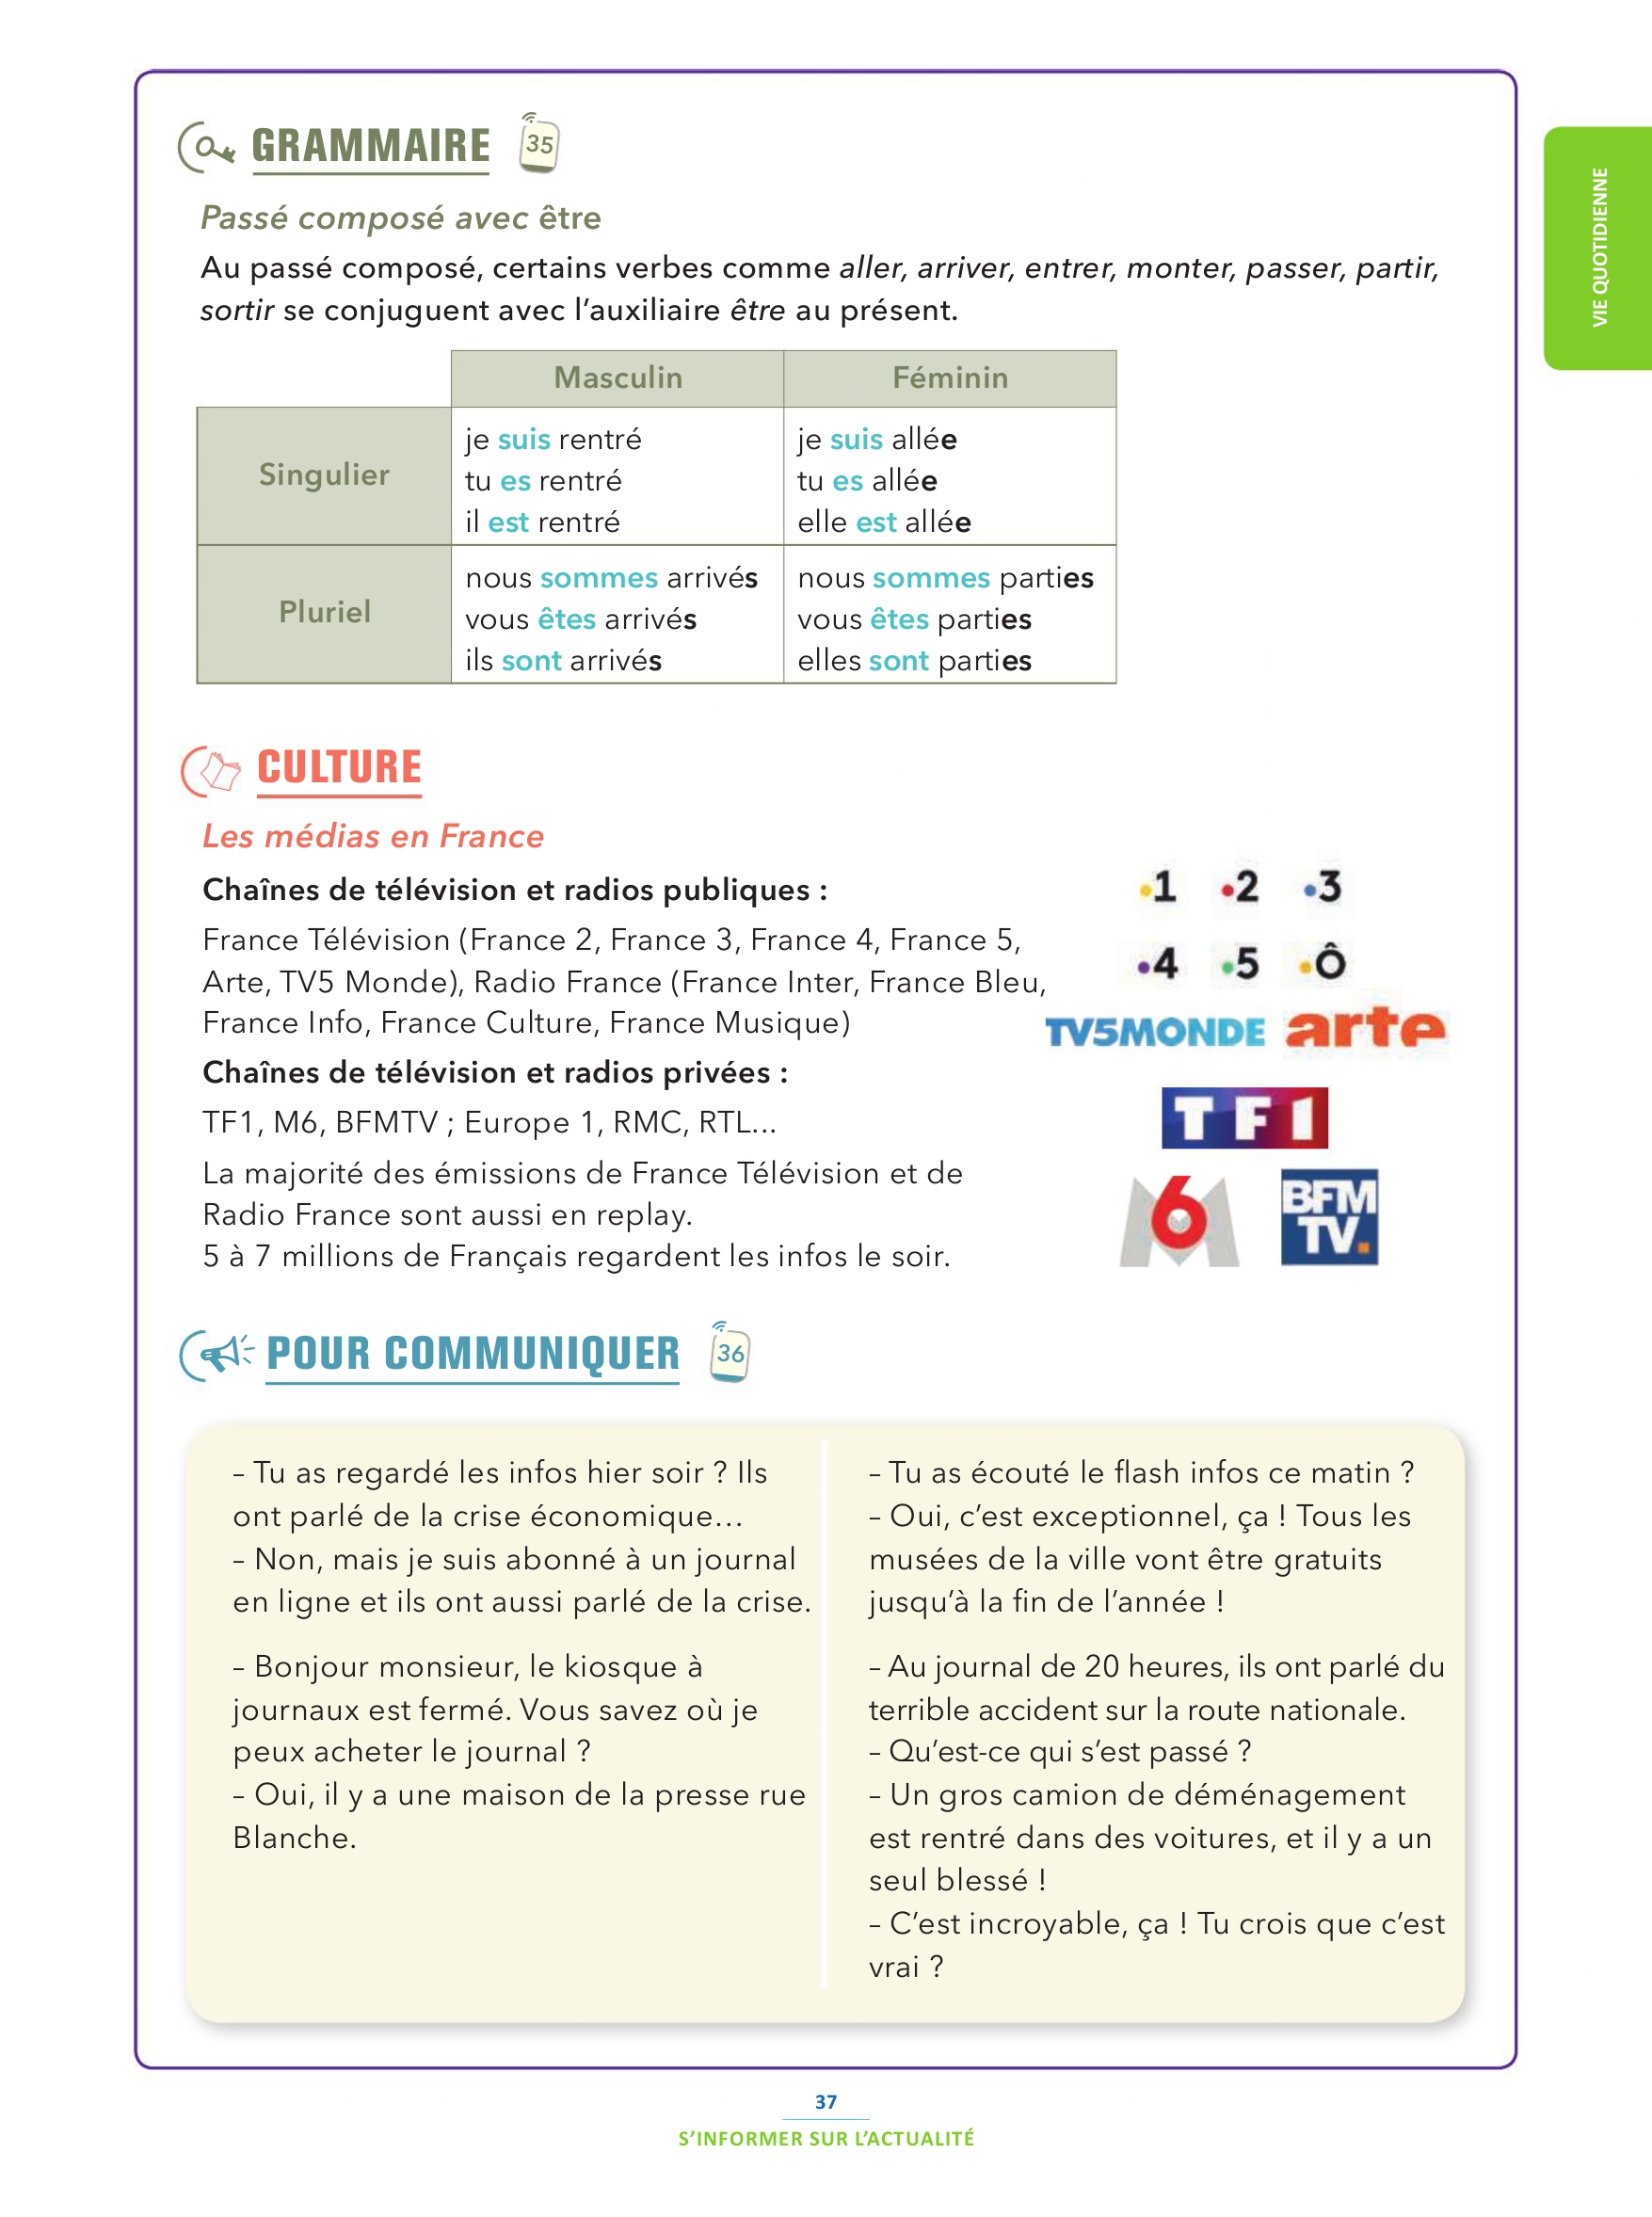 GRAMMAIRE 35
VIE QUOTIDIENNE
Passé composé avec être
Au passé composé, certains verbes comme aller, arriver, entrer, monter, passer, partir,
sortir se conjuguent avec l'auxiliaire être au présent.
Masculin Féminin
Singulier
je suis rentré
tu es rentré
il est rentré
je suis allée
tu es allée
elle est allée
Pluriel
nous sommes arrivés
vous êtes arrivés
ils sont arrivés
nous sommes parties
vous êtes parties
elles sont parties
CULTURE
Les médias en France
Chaînes de télévision et radios publiques :
France Télévision (France 2, France 3, France 4, France 5,
Arte, TV5 Monde), Radio France (France Inter, France Bleu,
France Info, France Culture, France Musique)
Chaînes de télévision et radios privées :
TF1, M6, BFMTV ; Europe 1, RMC, RTL...
La majorité des émissions de France Télévision et de
Radio France sont aussi en replay.
5 à 7 millions de Français regardent les infos le soir.
•1 •2 •3
•4 •5 •Ô
TV5MONDE arte
TF1
M6 BFM
TV.
POUR COMMUNIQUER 36
– Tu as regardé les infos hier soir ? Ils
ont parlé de la crise économique…
– Non, mais je suis abonné à un journal
en ligne et ils ont aussi parlé de la crise.
– Bonjour monsieur, le kiosque à
journaux est fermé. Vous savez où je
peux acheter le journal ?
– Oui, il y a une maison de la presse rue
Blanche.
– Tu as écouté le flash infos ce matin ?
– Oui, c'est exceptionnel, ça ! Tous les
musées de la ville vont être gratuits
jusqu'à la fin de l'année !
– Au journal de 20 heures, ils ont parlé du
terrible accident sur la route nationale.
– Qu'est-ce qui s'est passé ?
– Un gros camion de déménagement
est rentré dans des voitures, et il y a un
seul blessé !
– C'est incroyable, ça ! Tu crois que c'est
vrai ?
37
S'INFORMER SUR L'ACTUALITÉ